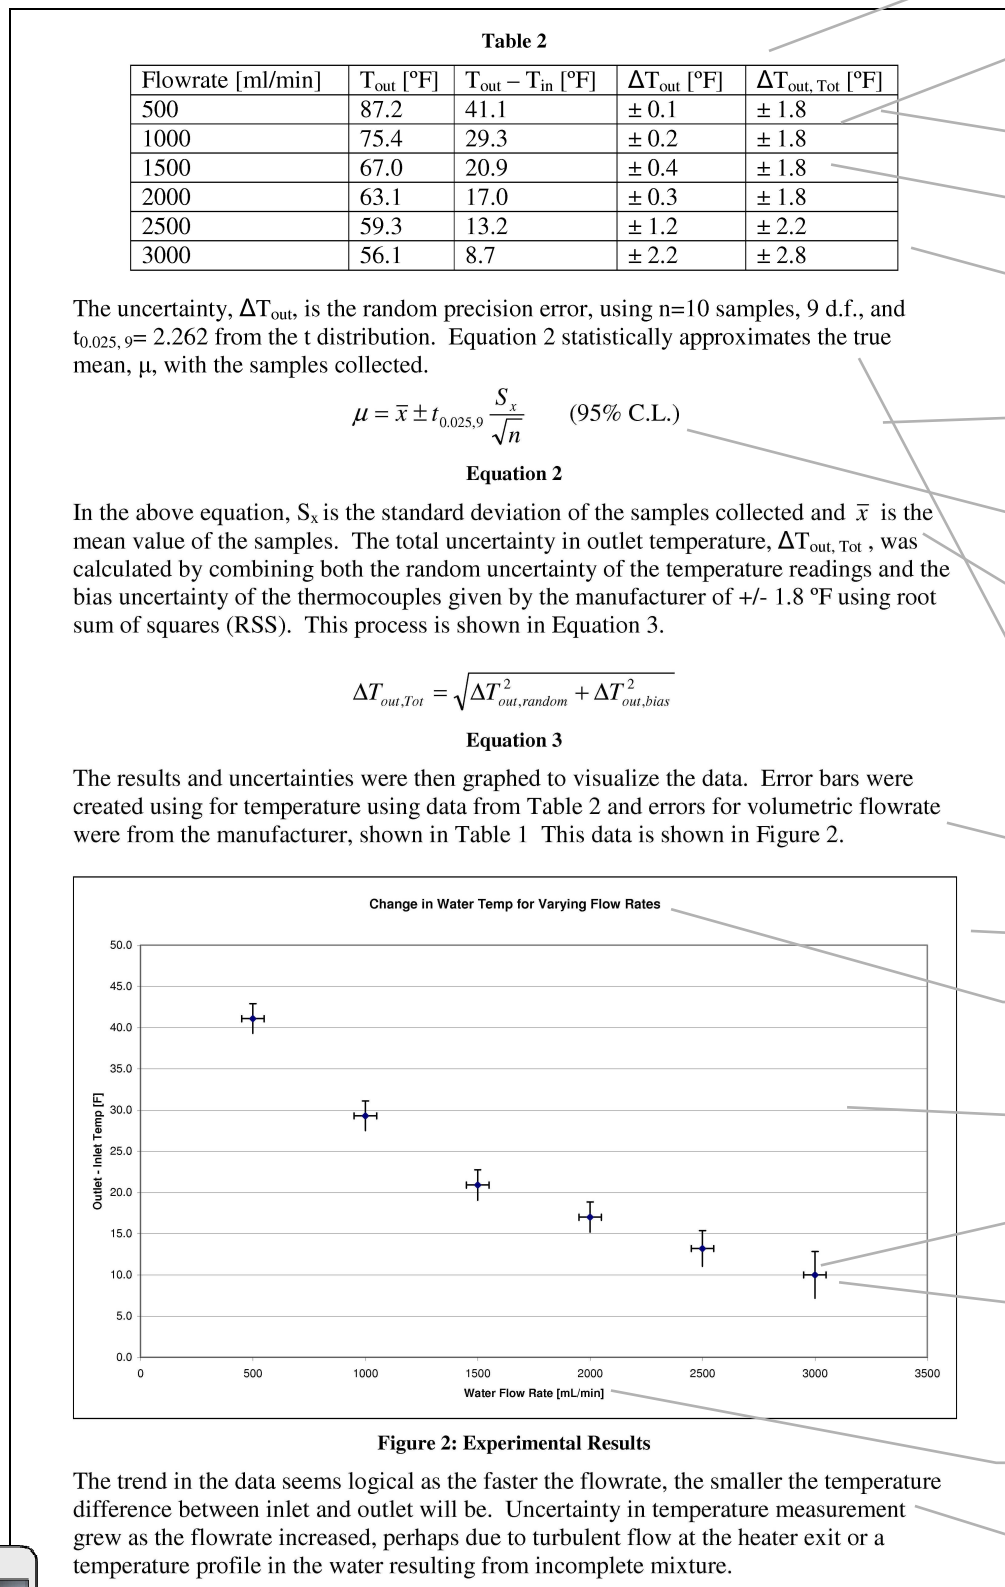 Table 2
Flowrate [ml/min] Tout [ºF] Tout – Tin [ºF] ΔTout [ºF] ΔTout, Tot [ºF]
500 87.2 41.1 ± 0.1 ± 1.8
1000 75.4 29.3 ± 0.2 ± 1.8
1500 67.0 20.9 ± 0.4 ± 1.8
2000 63.1 17.0 ± 0.3 ± 1.8
2500 59.3 13.2 ± 1.2 ± 2.2
3000 56.1 8.7 ± 2.2 ± 2.8
The uncertainty, ΔTout, is the random precision error, using n=10 samples, 9 d.f., and
t0.025, 9= 2.262 from the t distribution. Equation 2 statistically approximates the true
mean, μ, with the samples collected.
μ = x̅ ± t0.025,9 Sx/√n (95% C.L.)
Equation 2
In the above equation, Sx is the standard deviation of the samples collected and x̅ is the
mean value of the samples. The total uncertainty in outlet temperature, ΔTout, Tot , was
calculated by combining both the random uncertainty of the temperature readings and the
bias uncertainty of the thermocouples given by the manufacturer of +/- 1.8 ºF using root
sum of squares (RSS). This process is shown in Equation 3.
ΔTout,Tot = √(ΔT²out,random + ΔT²out,bias)
Equation 3
The results and uncertainties were then graphed to visualize the data. Error bars were
created using for temperature using data from Table 2 and errors for volumetric flowrate
were from the manufacturer, shown in Table 1 This data is shown in Figure 2.
Change in Water Temp for Varying Flow Rates
50.0
45.0
40.0
35.0
30.0
25.0
20.0
15.0
10.0
5.0
0.0
Outlet - Inlet Temp [F]
0 500 1000 1500 2000 2500 3000 3500
Water Flow Rate [mL/min]
Figure 2: Experimental Results
The trend in the data seems logical as the faster the flowrate, the smaller the temperature
difference between inlet and outlet will be. Uncertainty in temperature measurement
grew as the flowrate increased, perhaps due to turbulent flow at the heater exit or a
temperature profile in the water resulting from incomplete mixture.